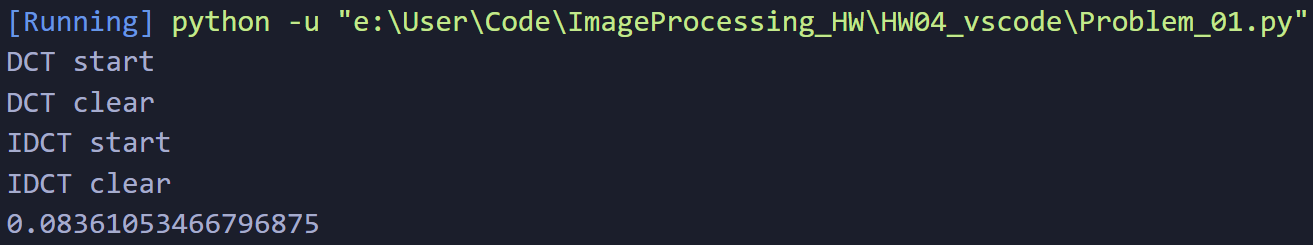 [Running] python -u "e:\User\Code\ImageProcessing_HW\HW04_vscode\Problem_01.py"
DCT start
DCT clear
IDCT start
IDCT clear
0.08361053466796875